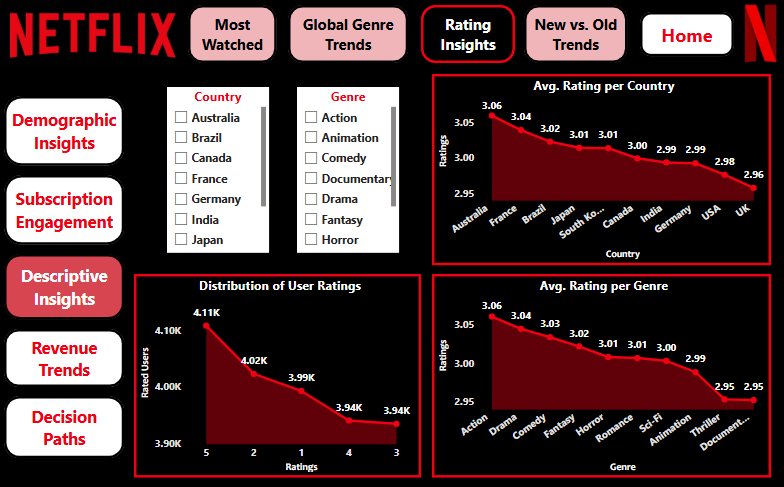 NETFLIX
Most
Watched
Global Genre
Trends
Rating
Insights
New vs. Old
Trends
Home
N
Demographic
Insights
Subscription
Engagement
Descriptive
Insights
Revenue
Trends
Decision
Paths
Country
Australia
Brazil
Canada
France
Germany
India
Japan
Genre
Action
Animation
Comedy
Documentary
Drama
Fantasy
Horror
Avg. Rating per Country
Ratings
3.05
3.00
2.95
3.06
3.04
3.02
3.01
3.01
3.00
2.99
2.99
2.98
2.96
Australia
France
Brazil
Japan
South Ko...
Canada
India
Germany
USA
UK
Country
Distribution of User Ratings
Rated Users
4.10K
4.00K
3.90K
4.11K
4.02K
3.99K
3.94K
3.94K
5
2
1
4
3
Ratings
Avg. Rating per Genre
Ratings
3.05
3.00
2.95
3.06
3.04
3.03
3.02
3.01
3.01
3.00
2.99
2.95
2.95
Action
Drama
Comedy
Fantasy
Horror
Romance
Sci-Fi
Animation
Thriller
Document...
Genre